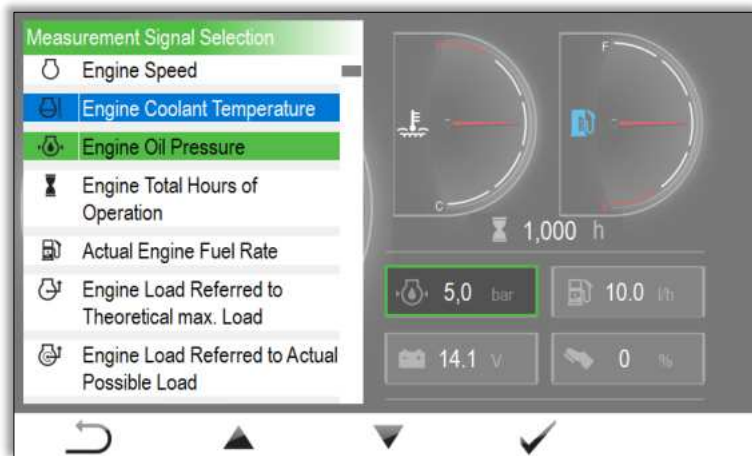 Measurement Signal Selection
Engine Speed
Engine Coolant Temperature
Engine Oil Pressure
Engine Total Hours of
Operation
Actual Engine Fuel Rate
Engine Load Referred to
Theoretical max. Load
Engine Load Referred to Actual
Possible Load
C
F
1,000 h
5,0 bar
10.0 l/h
14.1 V
0 %